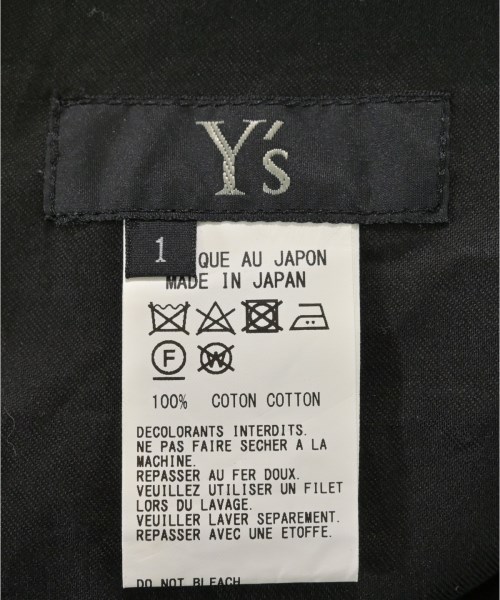 Y's
1
QUE AU JAPON
MADE IN JAPAN
F
W
100% COTON COTTON
DECOLORANTS INTERDITS.
NE PAS FAIRE SECHER A LA
MACHINE.
REPASSER AU FER DOUX.
VEUILLEZ UTILISER UN FILET
LORS DU LAVAGE.
VEUILLER LAVER SEPAREMENT.
REPASSER AVEC UNE ETOFFE.
DO NOT BLEACH